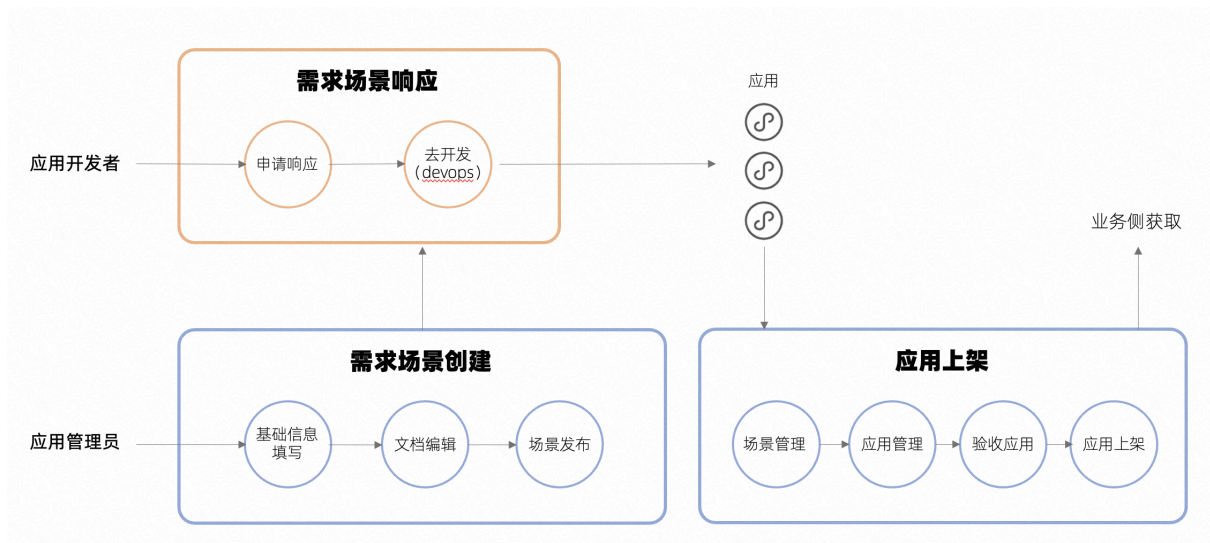 需求场景响应
应用
应用开发者
申请响应
去开发
（devops）
业务侧获取
需求场景创建
应用上架
应用管理员
基础信息
填写
文档编辑
场景发布
场景管理
应用管理
验收应用
应用上架